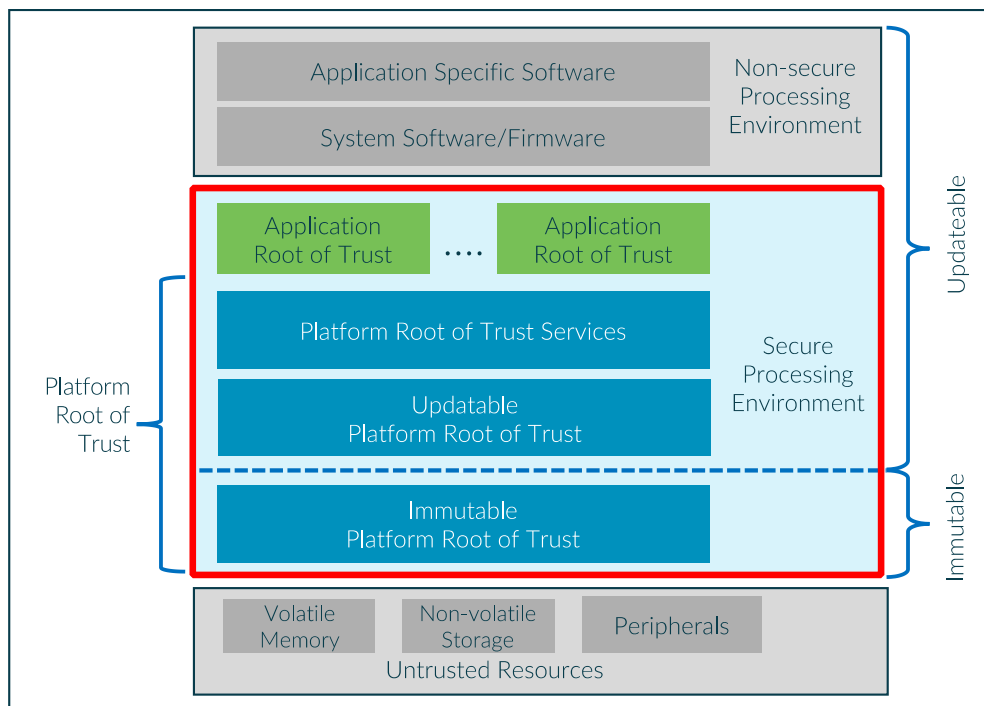 Application Specific Software
System Software/Firmware
Non-secure
Processing
Environment
Application
Root of Trust
....
Application
Root of Trust
Platform Root of Trust Services
Updatable
Platform Root of Trust
Immutable
Platform Root of Trust
Secure
Processing
Environment
Platform
Root of
Trust
Updateable
Immutable
Volatile
Memory
Non-volatile
Storage
Peripherals
Untrusted Resources